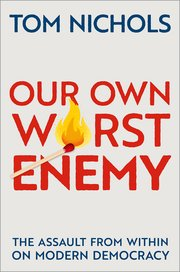 TOM NICHOLS
OUR OWN
WORST
ENEMY
THE ASSAULT FROM WITHIN
ON MODERN DEMOCRACY